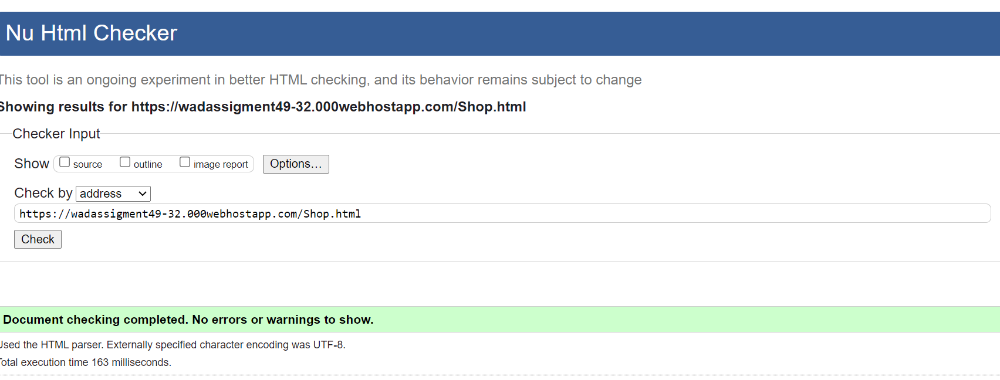 Nu Html Checker
This tool is an ongoing experiment in better HTML checking, and its behavior remains subject to change
Showing results for https://wadassigment49-32.000webhostapp.com/Shop.html
Checker Input
Show source outline image report Options...
Check by address
https://wadassigment49-32.000webhostapp.com/Shop.html
Check
Document checking completed. No errors or warnings to show.
Used the HTML parser. Externally specified character encoding was UTF-8.
Total execution time 163 milliseconds.